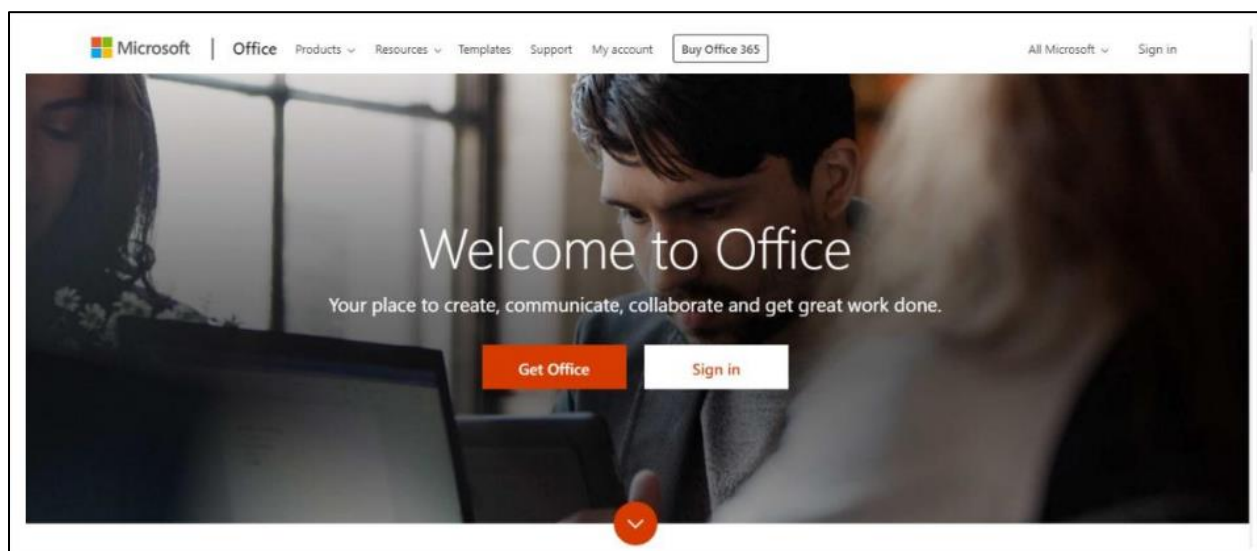 Microsoft | Office Products Resources Templates Support My account Buy Office 365 All Microsoft Sign in
Welcome to Office
Your place to create, communicate, collaborate and get great work done.
Get Office Sign in